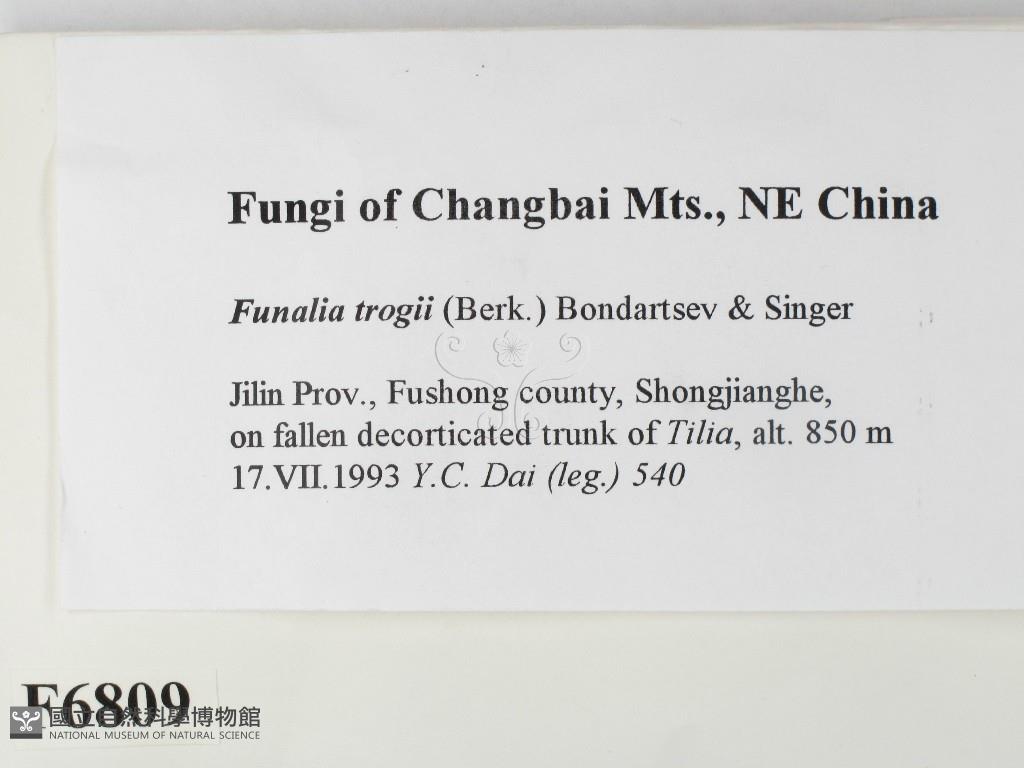 Fungi of Changbai Mts., NE China
Funalia trogii (Berk.) Bondartsev & Singer
Jilin Prov., Fushong county, Shongjianghe,
on fallen decorticated trunk of Tilia, alt. 850 m
17.VII.1993 Y.C. Dai (leg.) 540
F6809
國立自然科學博物館
NATIONAL MUSEUM OF NATURAL SCIENCE